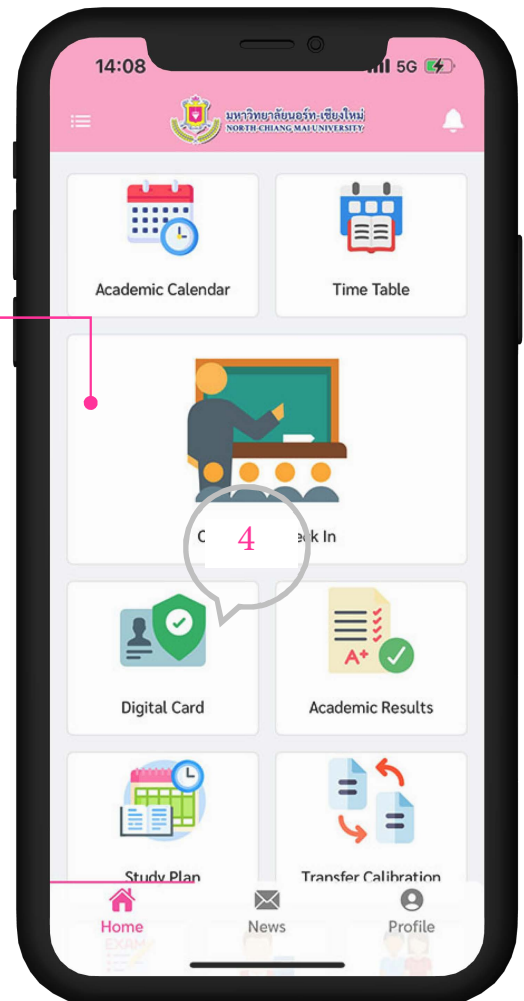 14:08
5G
มหาวิทยาลัยนอร์ท-เชียงใหม่
NORTH-CHIANG MAI UNIVERSITY
Academic Calendar
Time Table
4
In
Digital Card
A+
Academic Results
Study Plan
Transfer Calibration
Home
News
Profile
EXAM